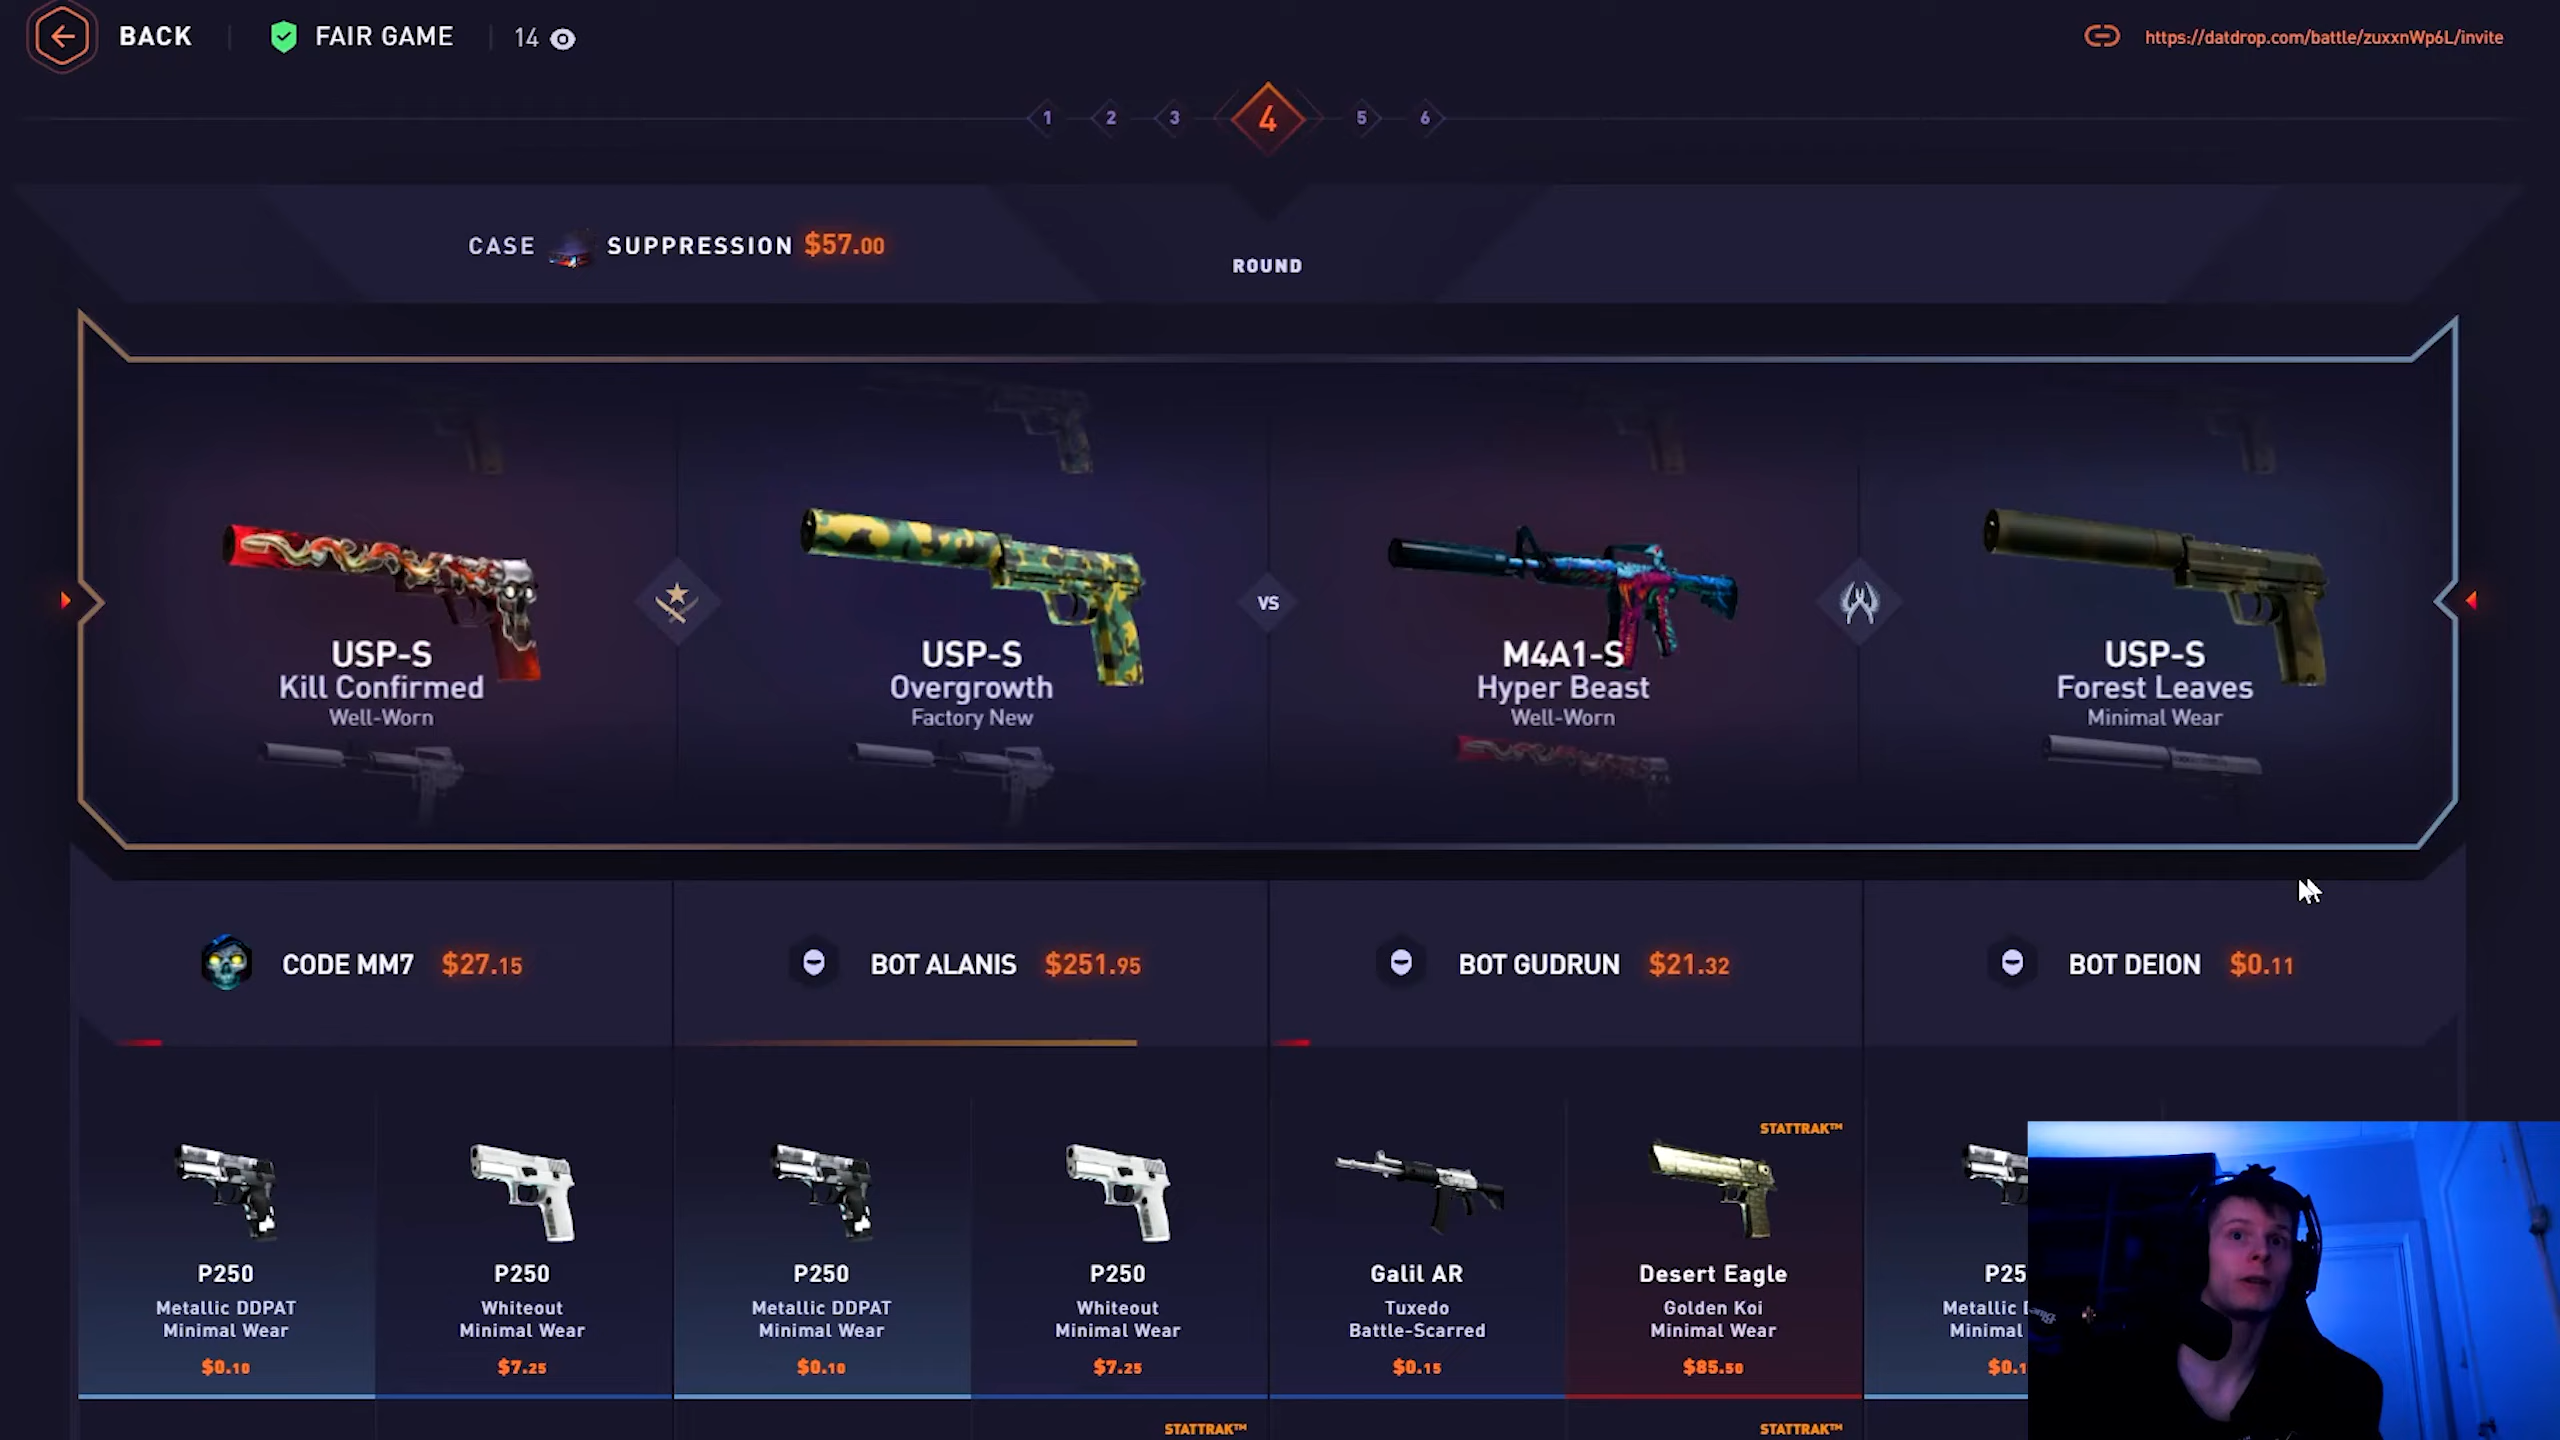 BACK
FAIR GAME
14
https://datdrop.com/battle/zuxxnWp6L/invite
1 2 3 4 5 6
CASE SUPPRESSION $57.00
ROUND
USP-S
Kill Confirmed
Well-Worn
USP-S
Overgrowth
Factory New
VS
M4A1-S
Hyper Beast
Well-Worn
USP-S
Forest Leaves
Minimal Wear
CODE MM7 $27.15
BOT ALANIS $251.95
BOT GUDRUN $21.32
BOT DEION $0.11
P250
Metallic DDPAT
Minimal Wear
$0.10
P250
Whiteout
Minimal Wear
$7.25
P250
Metallic DDPAT
Minimal Wear
$0.10
P250
Whiteout
Minimal Wear
$7.25
Galil AR
Tuxedo
Battle-Scarred
$0.15
STATTRAK™
Desert Eagle
Golden Koi
Minimal Wear
$85.50
P25
Metallic
Minimal
$0.1
STATTRAK™
STATTRAK™